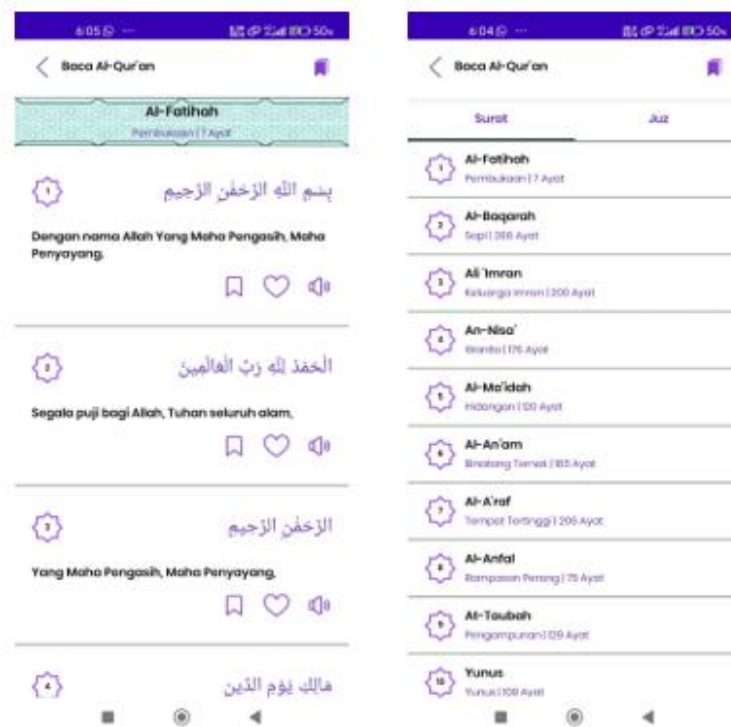 6:05
50%
Baca Al-Qur'an
Al-Fatihah
Pembukaan | 7 Ayat
1
بِسْمِ اللّٰهِ الرَّحْمٰنِ الرَّحِيْمِ
Dengan nama Allah Yang Maha Pengasih, Maha
Penyayang.
2
الْحَمْدُ لِلّٰهِ رَبِّ الْعَالَمِيْنَ
Segala puji bagi Allah, Tuhan seluruh alam,
3
الرَّحْمٰنِ الرَّحِيْمِ
Yang Maha Pengasih, Maha Penyayang,
4
مَالِكِ يَوْمِ الدِّيْنِ
6:04
50%
Baca Al-Qur'an
Surat
Juz
1
Al-Fatihah
Pembukaan | 7 Ayat
2
Al-Baqarah
Sapi | 286 Ayat
3
Ali 'Imran
Keluarga Imran | 200 Ayat
4
An-Nisa'
Wanita | 176 Ayat
5
Al-Ma'idah
Hidangan | 120 Ayat
6
Al-An'am
Binatang Ternak | 165 Ayat
7
Al-A'raf
Tempat Tertinggi | 206 Ayat
8
Al-Anfal
Rampasan Perang | 75 Ayat
9
At-Taubah
Pengampunan | 129 Ayat
10
Yunus
Yunus | 109 Ayat